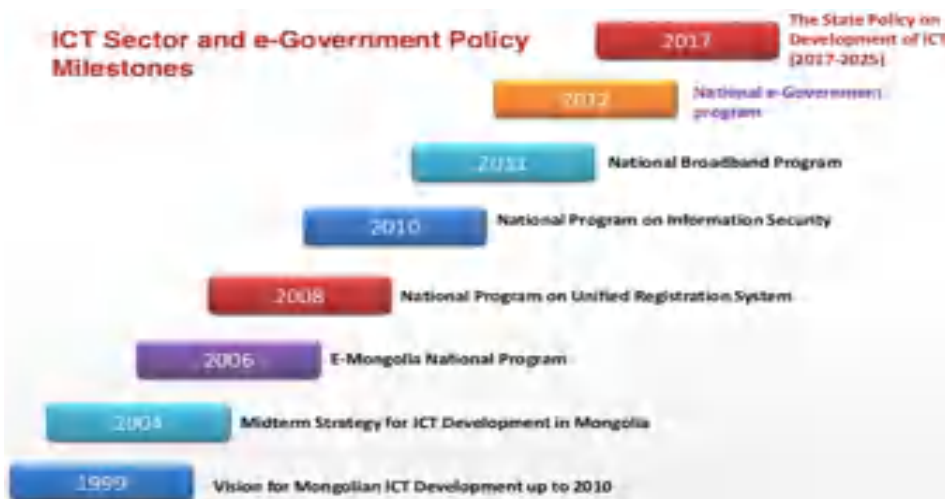 ICT Sector and e-Government Policy
Milestones
2017
The State Policy on
Development of ICT
(2017-2025)
2012
National e-Government
program
2011
National Broadband Program
2010
National Program on Information Security
2008
National Program on Unified Registration System
2006
E-Mongolia National Program
2004
Midterm Strategy for ICT Development in Mongolia
1999
Vision for Mongolian ICT Development up to 2010